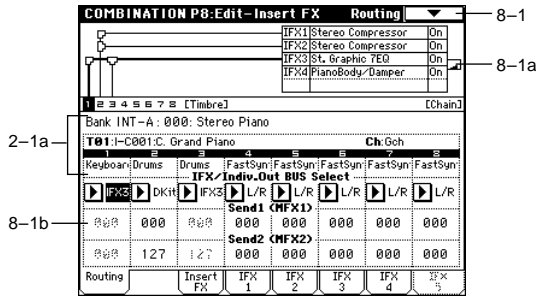 COMBINATION P8:Edit-Insert FX Routing
8–1
IFX1 Stereo Compressor On
IFX2 Stereo Compressor On
IFX3 St. Graphic 7EQ On
8–1a
IFX4 PianoBody/Damper On
1 2 3 4 5 6 7 8 [Timbre] [Chain]
Bank INT-A: 000: Stereo Piano
2–1a
T01:I-C001:C. Grand Piano Ch:Gch
1 2 3 4 5 6 7 8
Keyboar Drums Drums FastSyn FastSyn FastSyn FastSyn FastSyn
IFX/Indiv.Out BUS Select
IFX3 DKit IFX3 L/R L/R L/R L/R L/R
Send1 (MFX1)
8–1b
000 000 000 000 000 000 000 000
Send2 (MFX2)
000 127 127 000 000 000 000 000
Routing Insert FX IFX 1 IFX 2 IFX 3 IFX 4 IFX 5